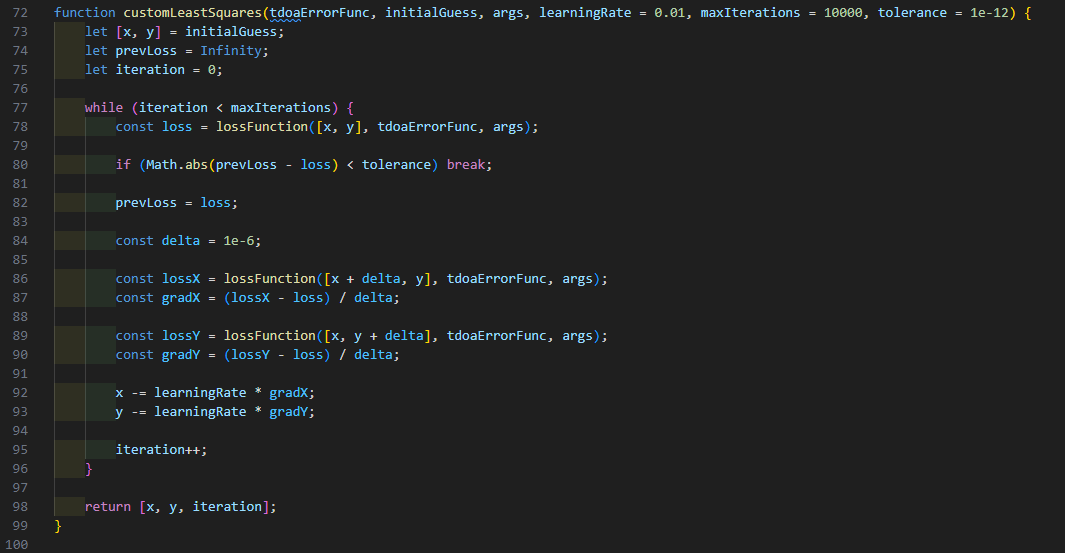 72 function customLeastSquares(tdoaErrorFunc, initialGuess, args, learningRate = 0.01, maxIterations = 10000, tolerance = 1e-12) {
73     let [x, y] = initialGuess;
74     let prevLoss = Infinity;
75     let iteration = 0;
76
77     while (iteration < maxIterations) {
78         const loss = lossFunction([x, y], tdoaErrorFunc, args);
79
80         if (Math.abs(prevLoss - loss) < tolerance) break;
81
82         prevLoss = loss;
83
84         const delta = 1e-6;
85
86         const lossX = lossFunction([x + delta, y], tdoaErrorFunc, args);
87         const gradX = (lossX - loss) / delta;
88
89         const lossY = lossFunction([x, y + delta], tdoaErrorFunc, args);
90         const gradY = (lossY - loss) / delta;
91
92         x -= learningRate * gradX;
93         y -= learningRate * gradY;
94
95         iteration++;
96     }
97
98     return [x, y, iteration];
99 }
100